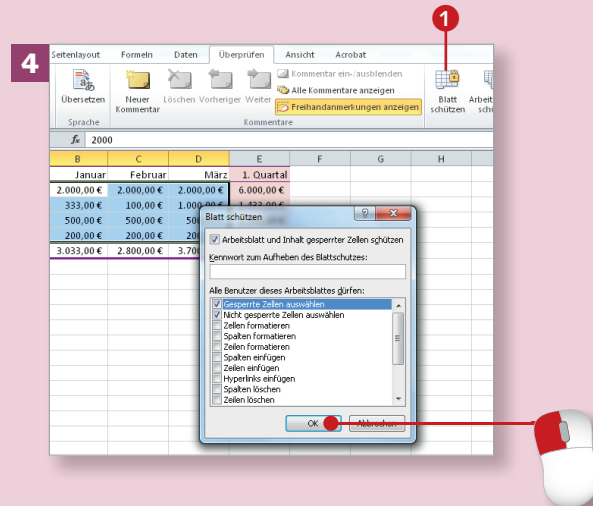 1
4
Seitenlayout Formeln Daten Überprüfen Ansicht Acrobat
Kommentar ein-/ausblenden
Alle Kommentare anzeigen
Freihandanmerkungen anzeigen
Übersetzen Neuer Kommentar Löschen Vorheriger Weiter Blatt schützen
Sprache Kommentare
fx 2000
B C D E F G H
Januar Februar März 1. Quartal
2.000,00 € 2.000,00 € 2.000,00 € 6.000,00 €
333,00 € 100,00 € 1.000,00 € 1.433,00 €
500,00 € 500,00 €
200,00 € 200,00 €
3.033,00 € 2.800,00 €
Blatt schützen
Arbeitsblatt und Inhalt gesperrter Zellen schützen
Kennwort zum Aufheben des Blattschutzes:
Alle Benutzer dieses Arbeitsblattes dürfen:
Gesperrte Zellen auswählen
Nicht gesperrte Zellen auswählen
Zellen formatieren
Spalten formatieren
Zeilen formatieren
Spalten einfügen
Zeilen einfügen
Hyperlinks einfügen
Spalten löschen
Zeilen löschen
OK Abbrechen